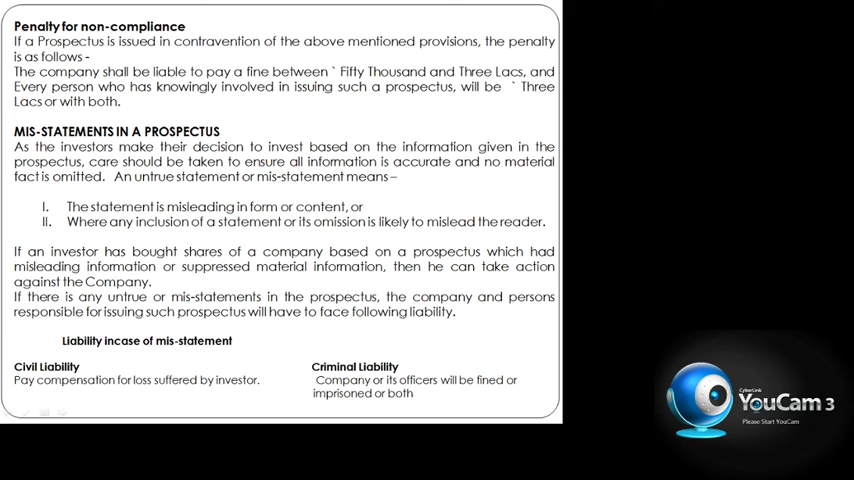 Penalty for non-compliance
If a Prospectus is issued in contravention of the above mentioned provisions, the penalty
is as follows -
The company shall be liable to pay a fine between ` Fifty Thousand and Three Lacs, and
Every person who has knowingly involved in issuing such a prospectus, will be ` Three
Lacs or with both.
MIS-STATEMENTS IN A PROSPECTUS
As the investors make their decision to invest based on the information given in the
prospectus, care should be taken to ensure all information is accurate and no material
fact is omitted. An untrue statement or mis-statement means –
I. The statement is misleading in form or content, or
II. Where any inclusion of a statement or its omission is likely to mislead the reader.
If an investor has bought shares of a company based on a prospectus which had
misleading information or suppressed material information, then he can take action
against the Company.
If there is any untrue or mis-statements in the prospectus, the company and persons
responsible for issuing such prospectus will have to face following liability.
Liability incase of mis-statement
Civil Liability Criminal Liability
Pay compensation for loss suffered by investor. Company or its officers will be fined or
imprisoned or both
CyberLink
YouCam 3
Please Start YouCam